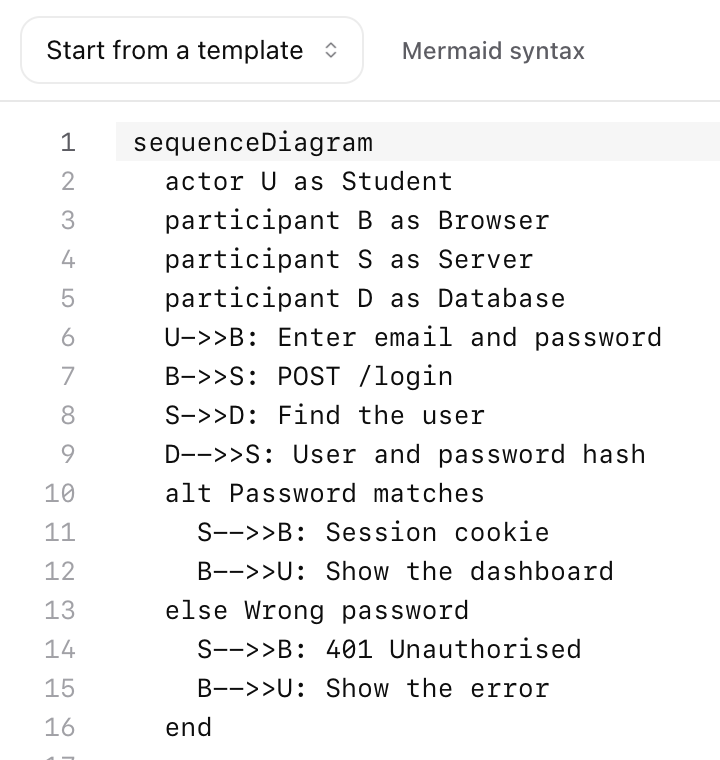 Start from a template Mermaid syntax
1 sequenceDiagram
2 actor U as Student
3 participant B as Browser
4 participant S as Server
5 participant D as Database
6 U->>B: Enter email and password
7 B->>S: POST /login
8 S->>D: Find the user
9 D-->>S: User and password hash
10 alt Password matches
11 S-->>B: Session cookie
12 B-->>U: Show the dashboard
13 else Wrong password
14 S-->>B: 401 Unauthorised
15 B-->>U: Show the error
16 end
17